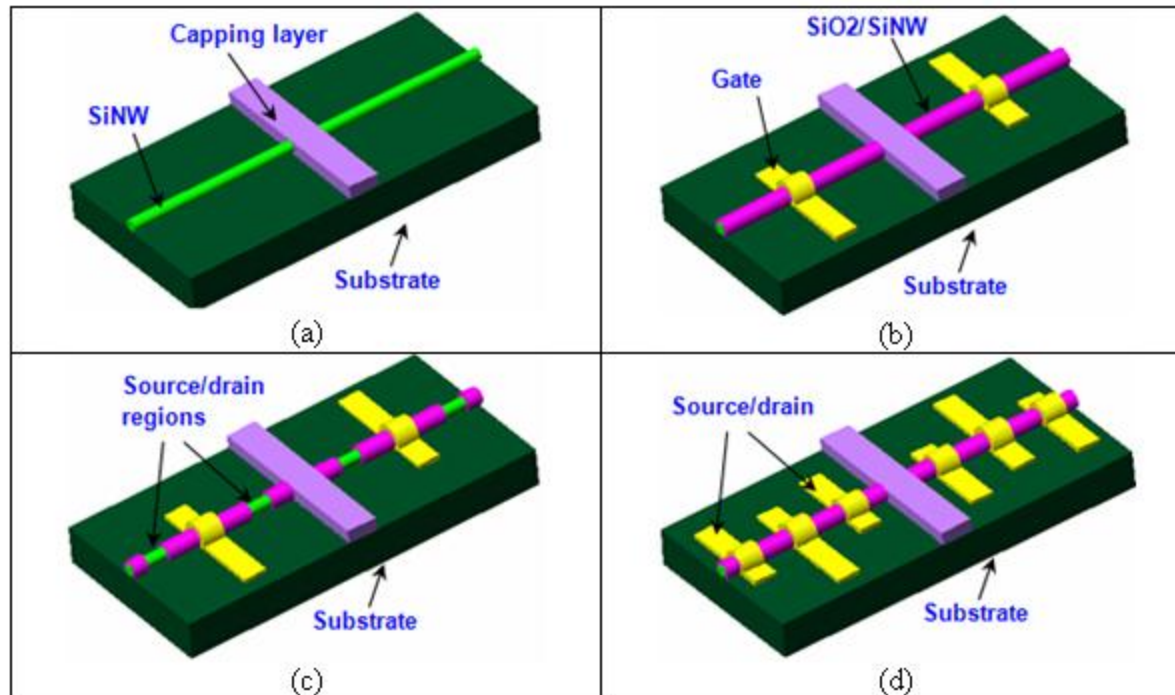 Capping layer
SiNW
Substrate
(a)
SiO2/SiNW
Gate
Substrate
(b)
Source/drain
regions
Substrate
(c)
Source/drain
Substrate
(d)